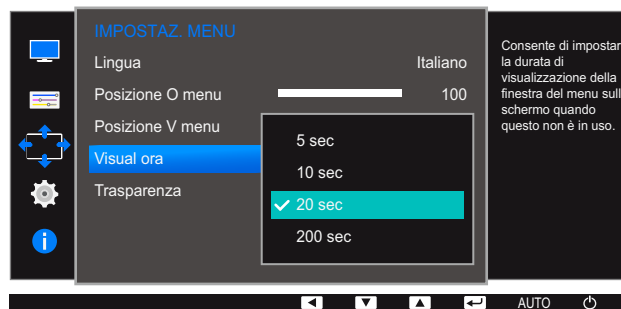 IMPOSTAZ. MENU
Lingua Italiano
Posizione O menu 100
Posizione V menu
Visual ora
Trasparenza
5 sec
10 sec
20 sec
200 sec
Consente di impostar
la durata di
visualizzazione della
finestra del menu sull
schermo quando
questo non è in uso.
AUTO